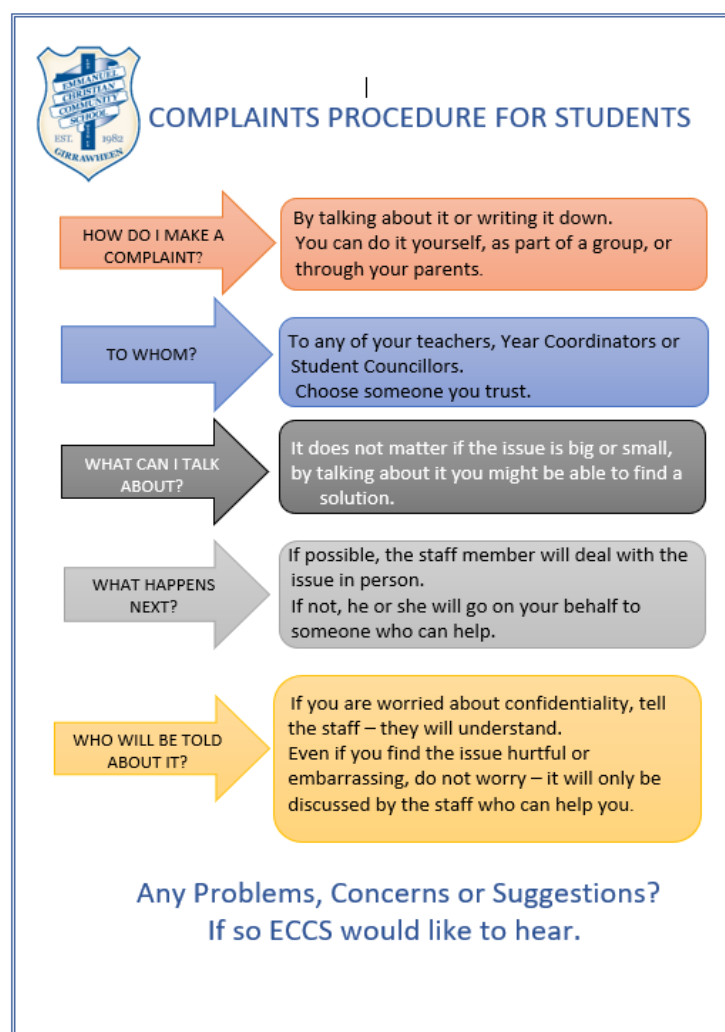 EMMANUEL
CHRISTIAN
COMMUNITY
SCHOOL
EST. 1982
GIRRAWHEEN
COMPLAINTS PROCEDURE FOR STUDENTS
HOW DO I MAKE A
COMPLAINT?
By talking about it or writing it down.
You can do it yourself, as part of a group, or
through your parents.
TO WHOM?
To any of your teachers, Year Coordinators or
Student Councillors.
Choose someone you trust.
WHAT CAN I TALK
ABOUT?
It does not matter if the issue is big or small,
by talking about it you might be able to find a
solution.
WHAT HAPPENS
NEXT?
If possible, the staff member will deal with the
issue in person.
If not, he or she will go on your behalf to
someone who can help.
WHO WILL BE TOLD
ABOUT IT?
If you are worried about confidentiality, tell
the staff – they will understand.
Even if you find the issue hurtful or
embarrassing, do not worry – it will only be
discussed by the staff who can help you.
Any Problems, Concerns or Suggestions?
If so ECCS would like to hear.